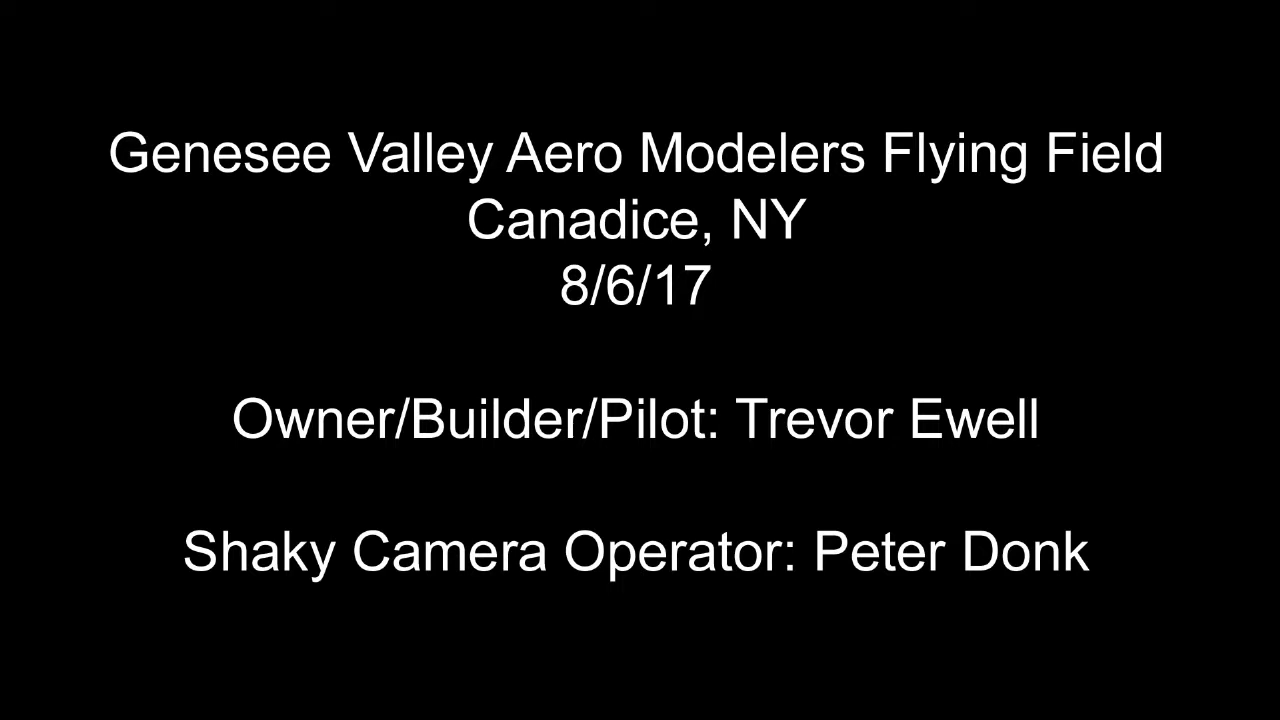 Genesee Valley Aero Modelers Flying Field
Canadice, NY
8/6/17
Owner/Builder/Pilot: Trevor Ewell
Shaky Camera Operator: Peter Donk